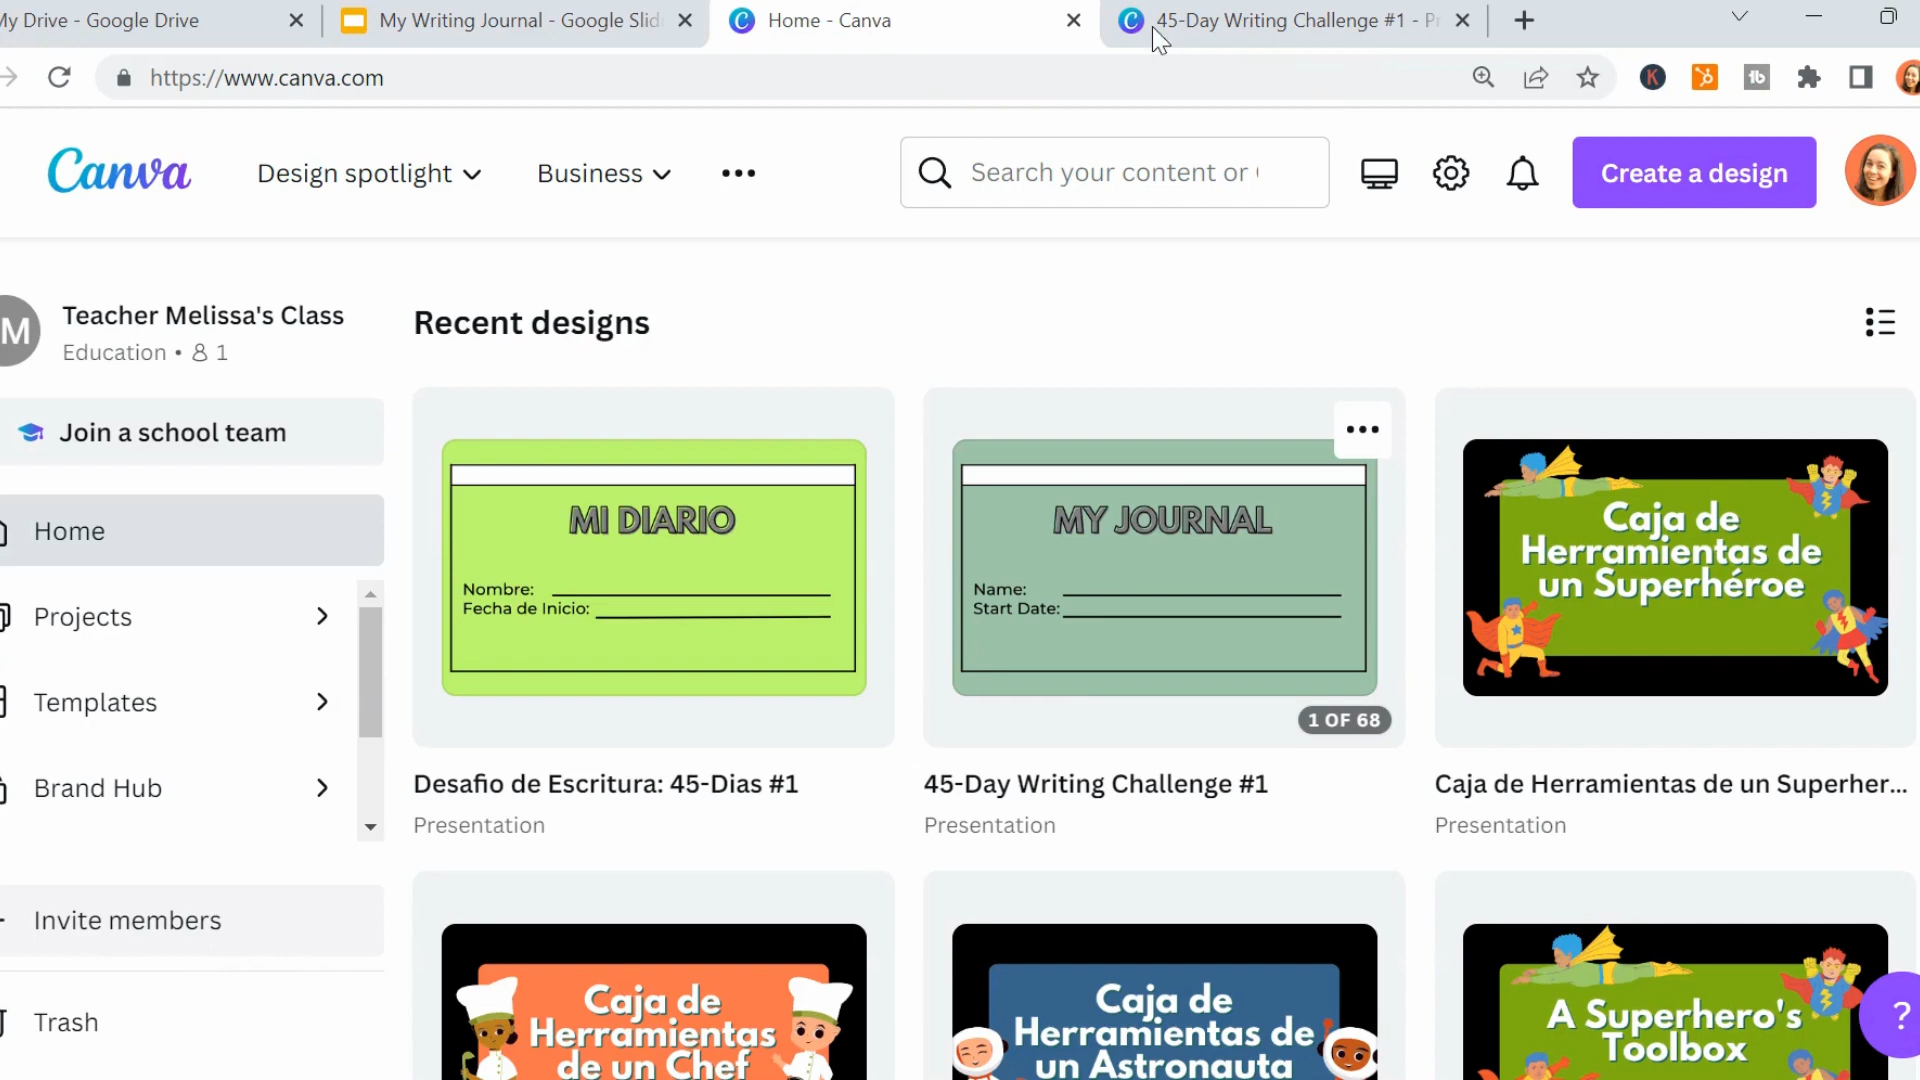 My Drive - Google Drive
My Writing Journal - Google Slid
Home - Canva
45-Day Writing Challenge #1 - Pr
https://www.canva.com
K
tb
Canva
Design spotlight
Business
Search your content or
Create a design
M
Teacher Melissa's Class
Education • 1
Join a school team
Home
Projects
Templates
Brand Hub
Invite members
Trash
Recent designs
MI DIARIO
Nombre:
Fecha de Inicio:
Desafio de Escritura: 45-Dias #1
Presentation
MY JOURNAL
Name:
Start Date:
1 OF 68
45-Day Writing Challenge #1
Presentation
Caja de
Herramientas de
un Superhéroe
Caja de Herramientas de un Superher...
Presentation
Caja de
Herramientas
de un Chef
Caja de
Herramientas de
un Astronauta
A Superhero's
Toolbox
?